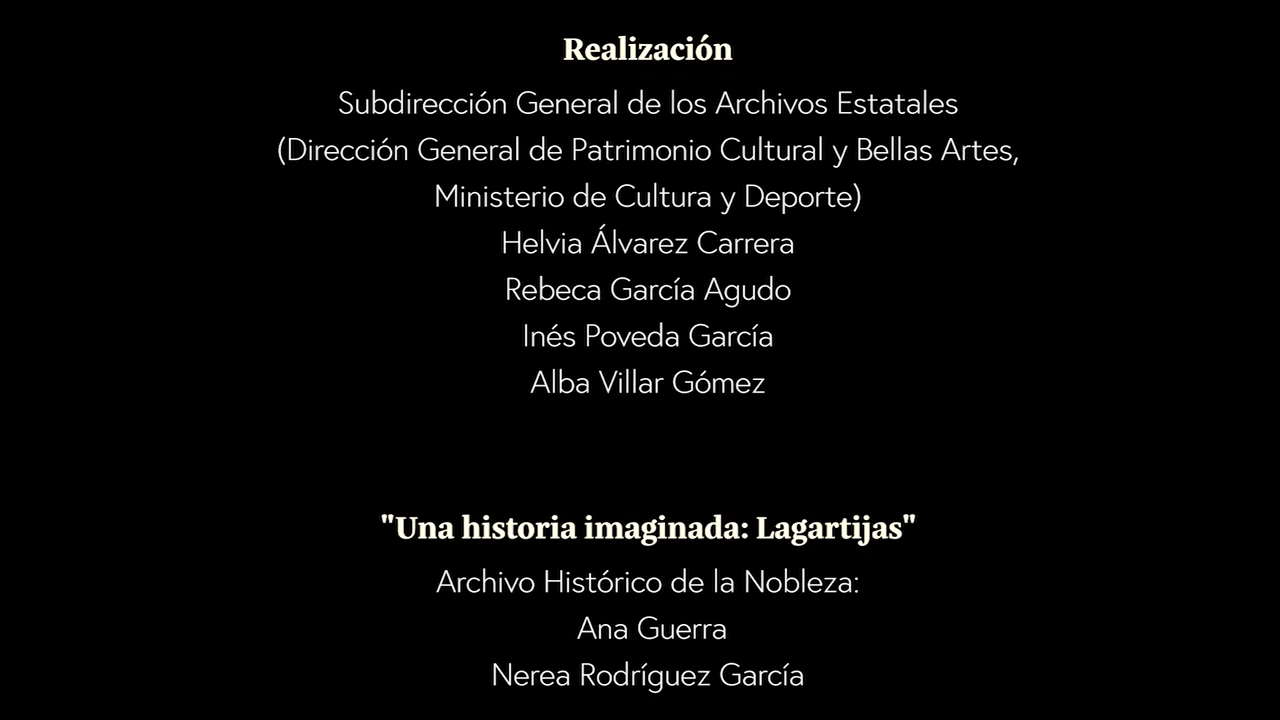 Realización
Subdirección General de los Archivos Estatales
(Dirección General de Patrimonio Cultural y Bellas Artes,
Ministerio de Cultura y Deporte)
Helvia Álvarez Carrera
Rebeca García Agudo
Inés Poveda García
Alba Villar Gómez
"Una historia imaginada: Lagartijas"
Archivo Histórico de la Nobleza:
Ana Guerra
Nerea Rodríguez García